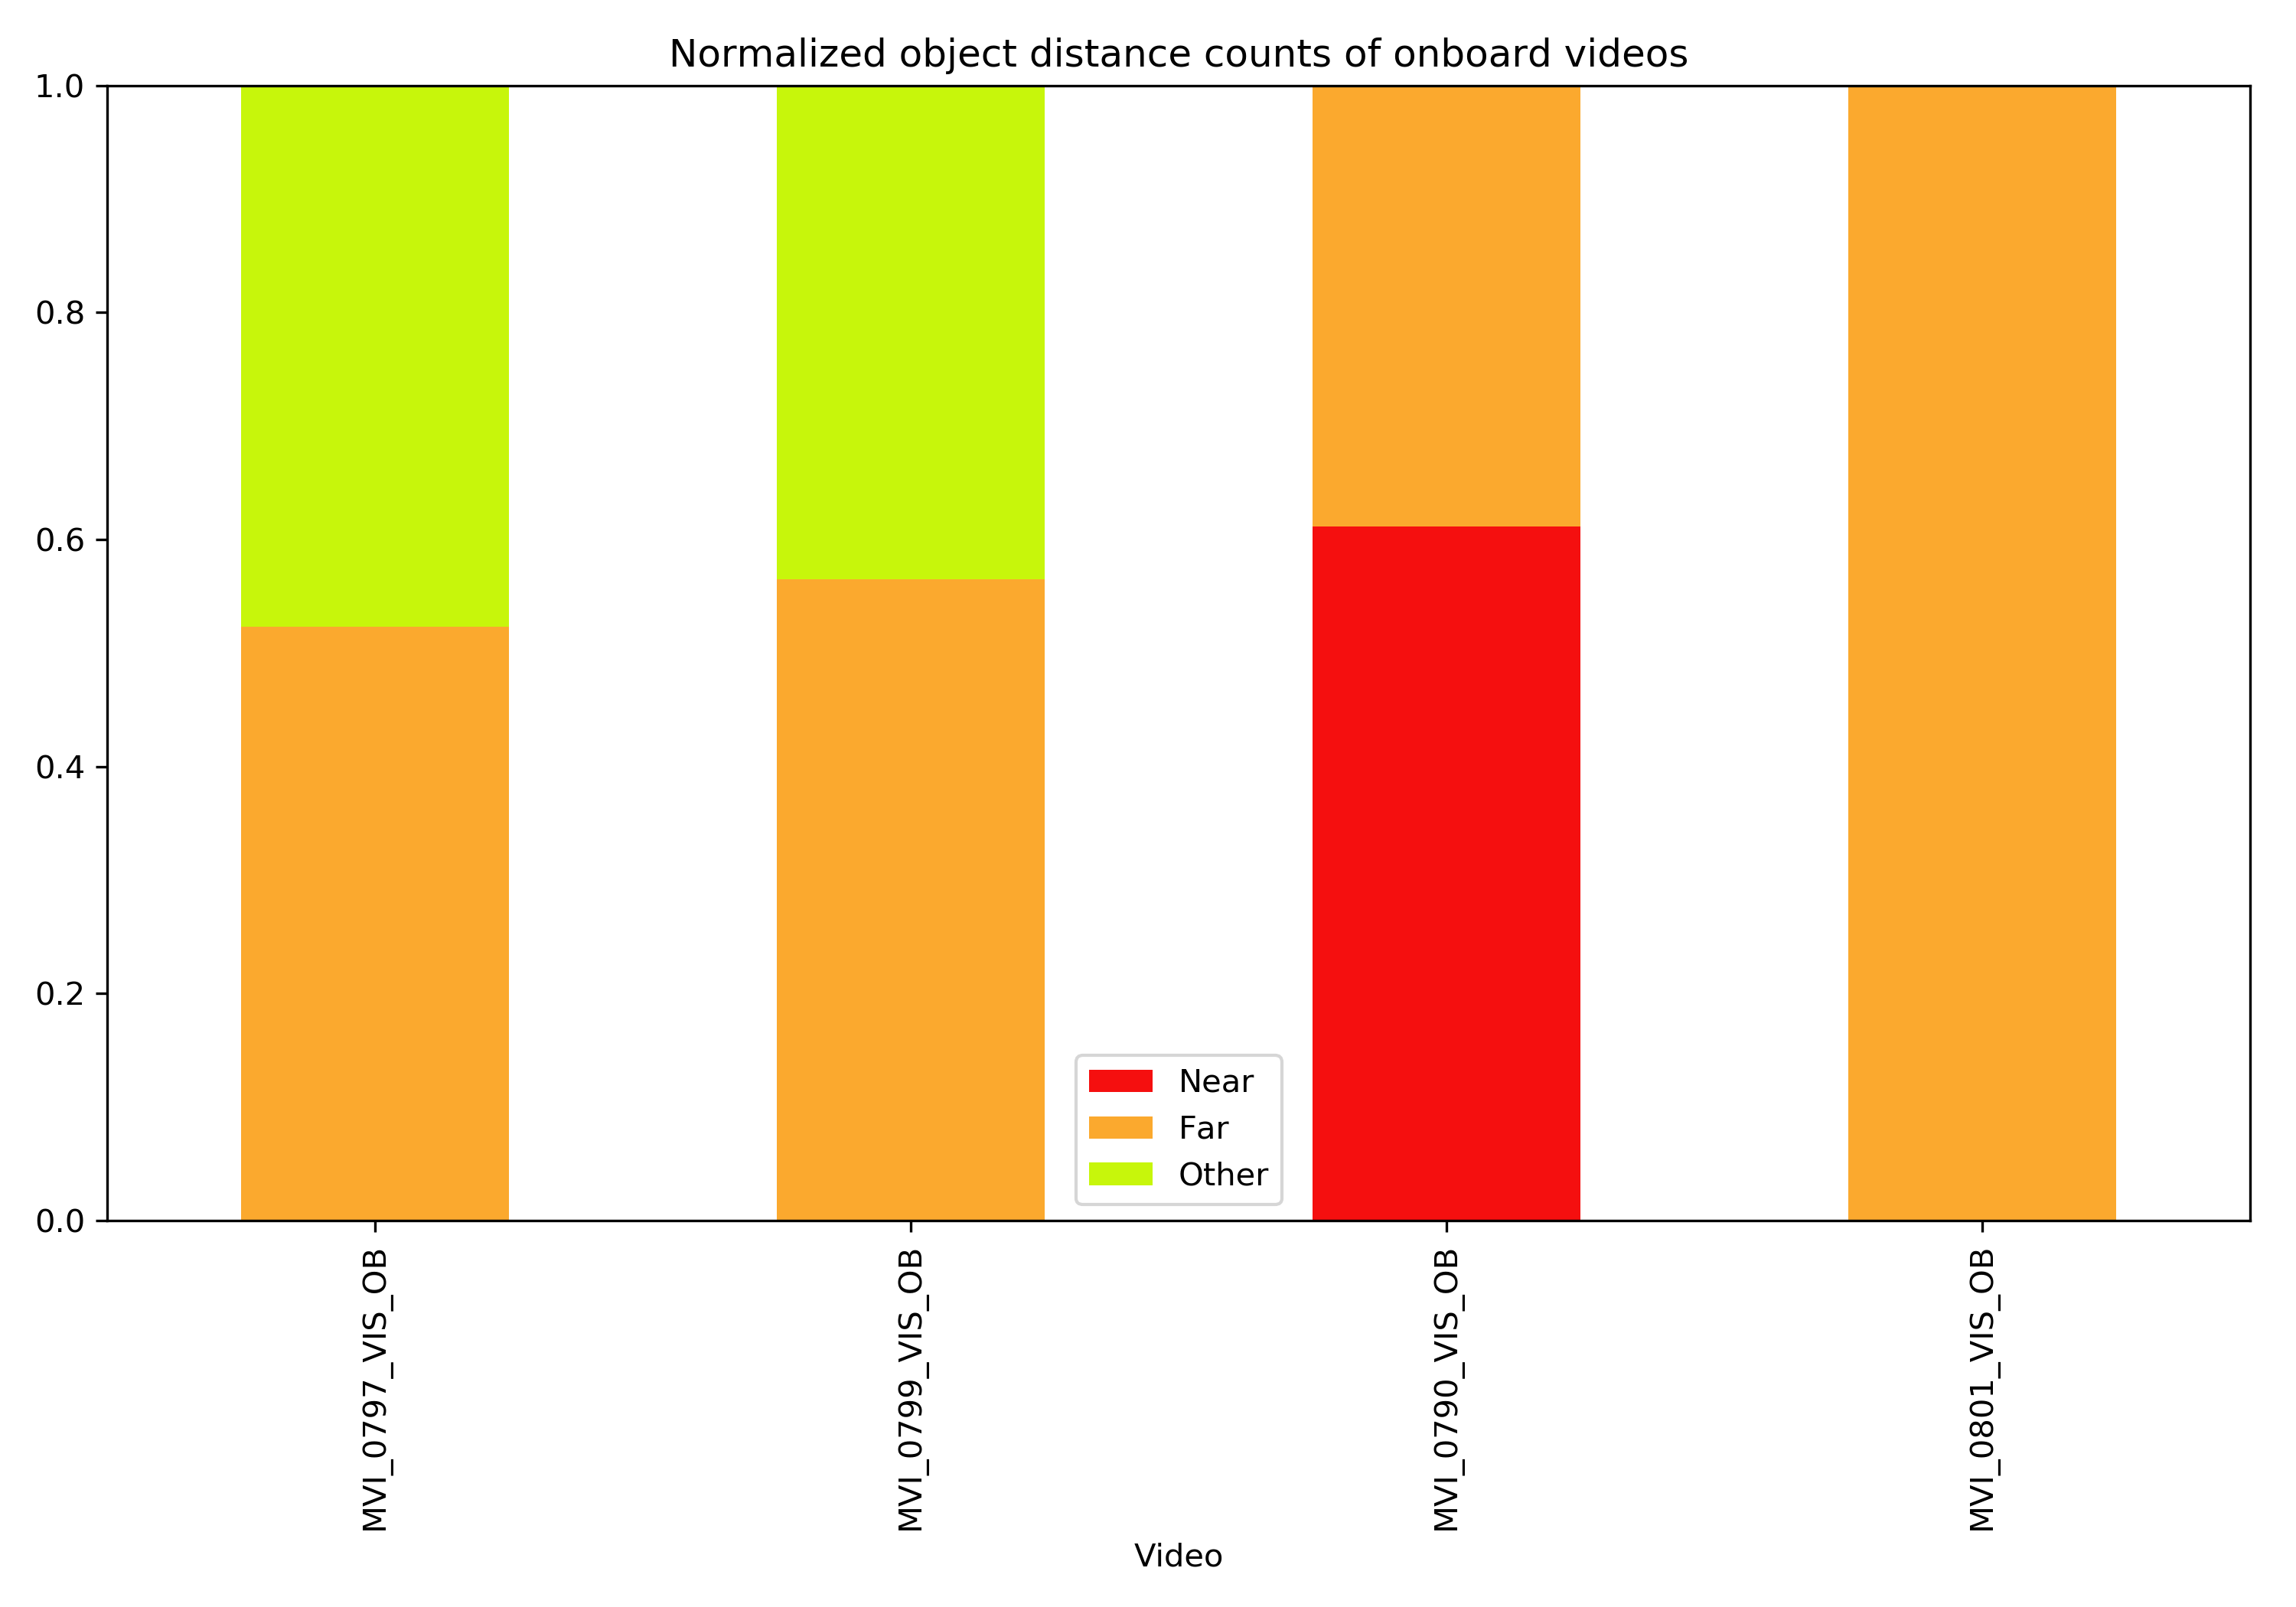 Normalized object distance counts of onboard videos
1.0
0.8
0.6
0.4
0.2
0.0
Near
Far
Other
MVI_0797_VIS_OB
MVI_0799_VIS_OB
MVI_0790_VIS_OB
MVI_0801_VIS_OB
Video